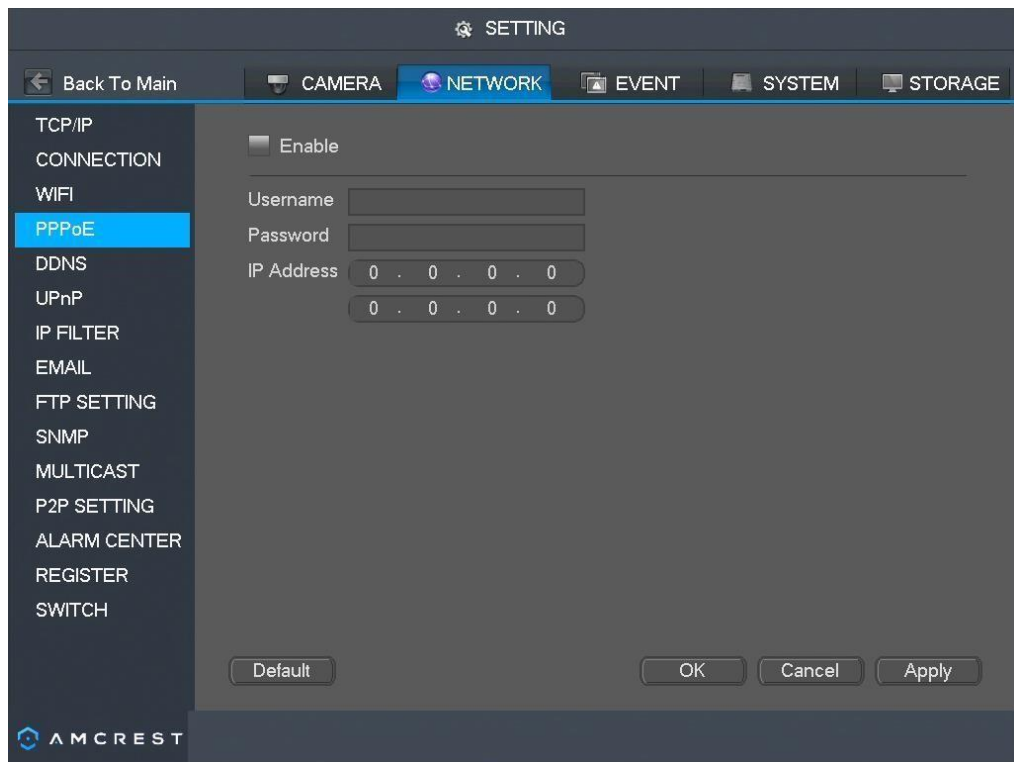 SETTING
Back To Main CAMERA NETWORK EVENT SYSTEM STORAGE
TCP/IP
CONNECTION
WIFI
PPPoE
DDNS
UPnP
IP FILTER
EMAIL
FTP SETTING
SNMP
MULTICAST
P2P SETTING
ALARM CENTER
REGISTER
SWITCH
Enable
Username
Password
IP Address 0 . 0 . 0 . 0
0 . 0 . 0 . 0
Default OK Cancel Apply
AMCREST